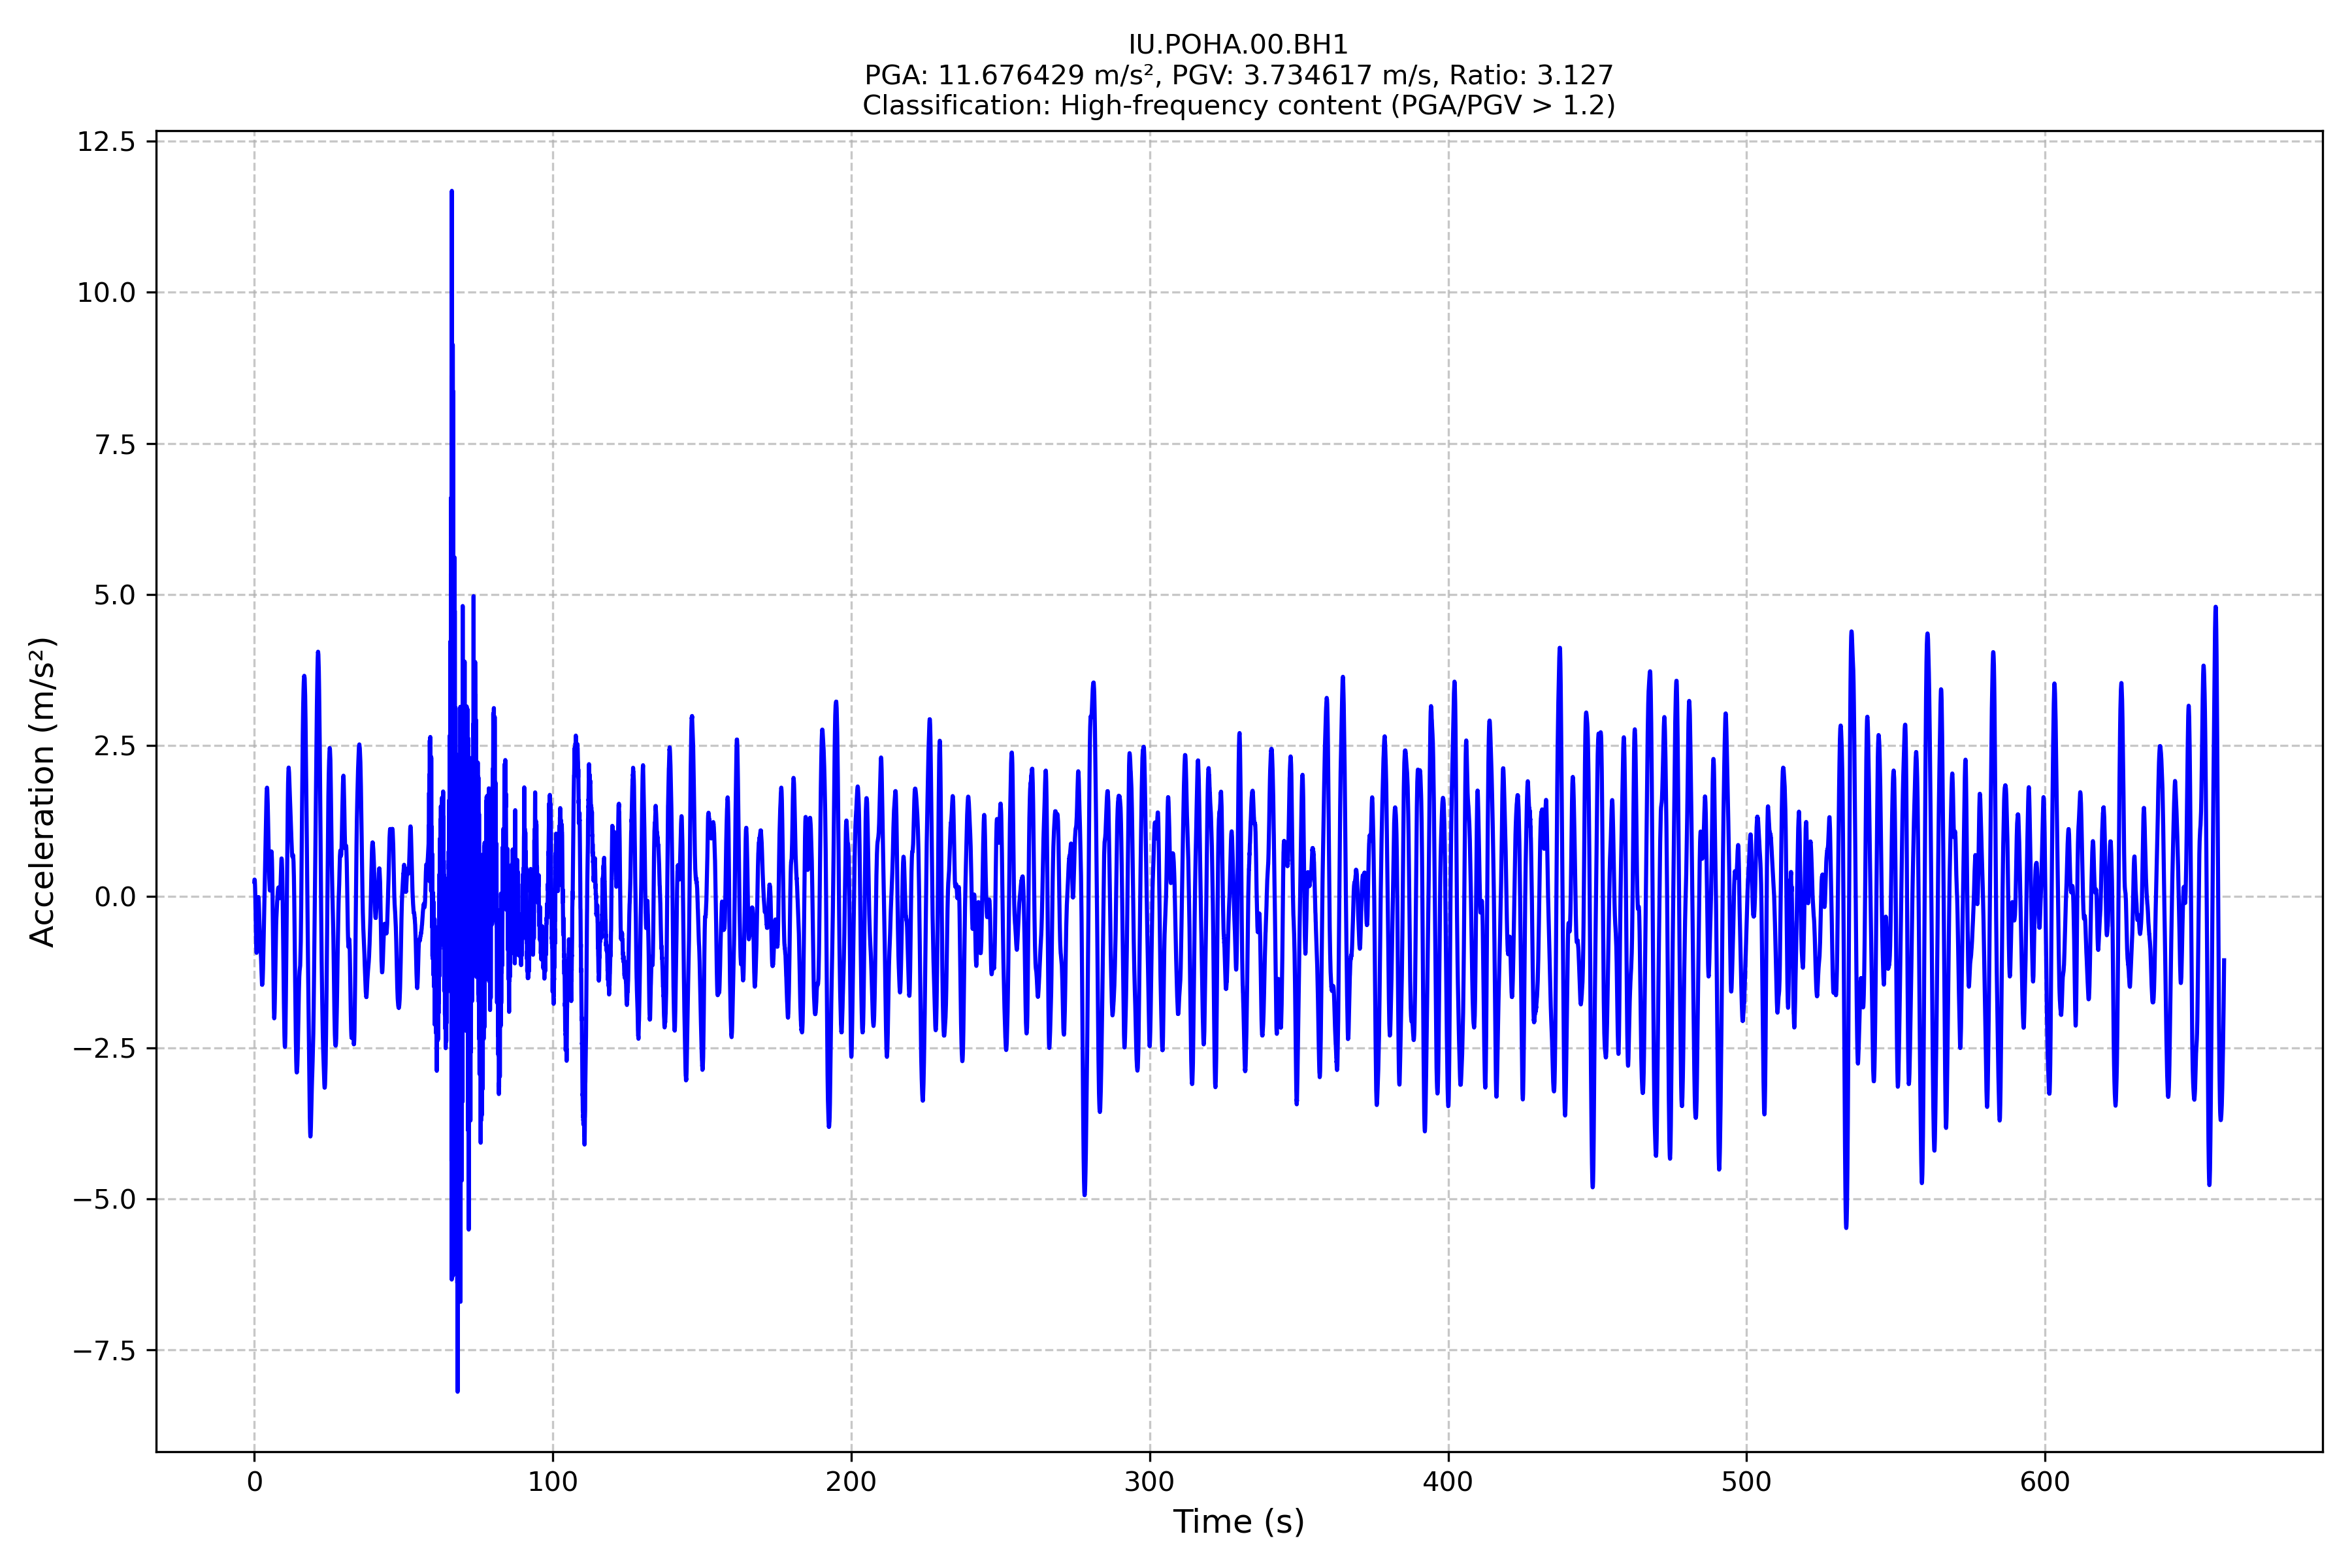 IU.POHA.00.BH1
PGA: 11.676429 m/s², PGV: 3.734617 m/s, Ratio: 3.127
Classification: High-frequency content (PGA/PGV > 1.2)
Acceleration (m/s²)
12.5
10.0
7.5
5.0
2.5
0.0
−2.5
−5.0
−7.5
0 100 200 300 400 500 600
Time (s)